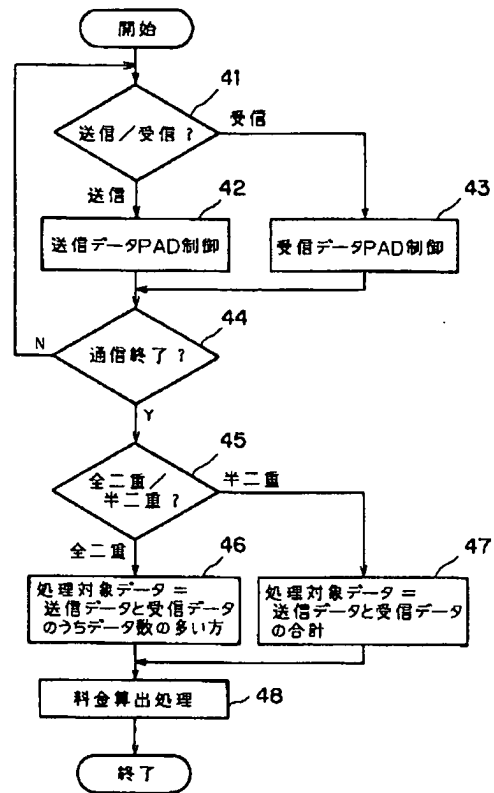 開始
41
送信／受信？
受信
送信
42
43
送信データPAD制御
受信データPAD制御
44
N
通信終了？
Y
45
全二重／
半二重？
半二重
全二重
46
47
処理対象データ＝
送信データと受信データ
のうちデータ数の多い方
処理対象データ＝
送信データと受信データ
の合計
料金算出処理
48
終了